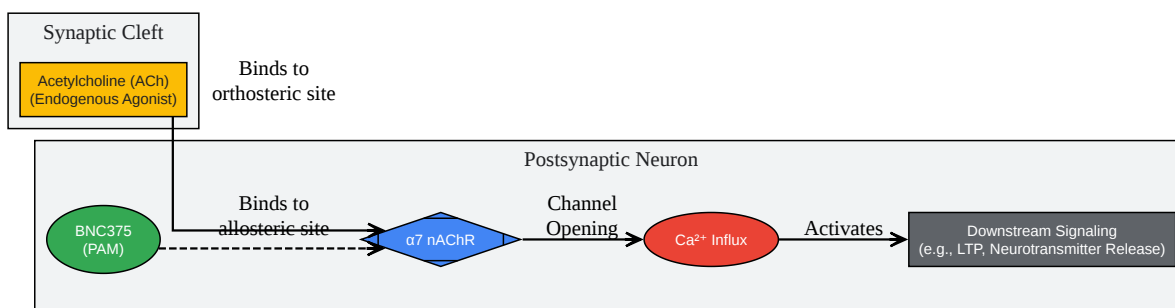 Synaptic Cleft
Acetylcholine (ACh)
(Endogenous Agonist)
Binds to
orthosteric site
Postsynaptic Neuron
BNC375
(PAM)
Binds to
allosteric site
α7 nAChR
Channel
Opening
Ca²⁺ Influx
Activates
Downstream Signaling
(e.g., LTP, Neurotransmitter Release)